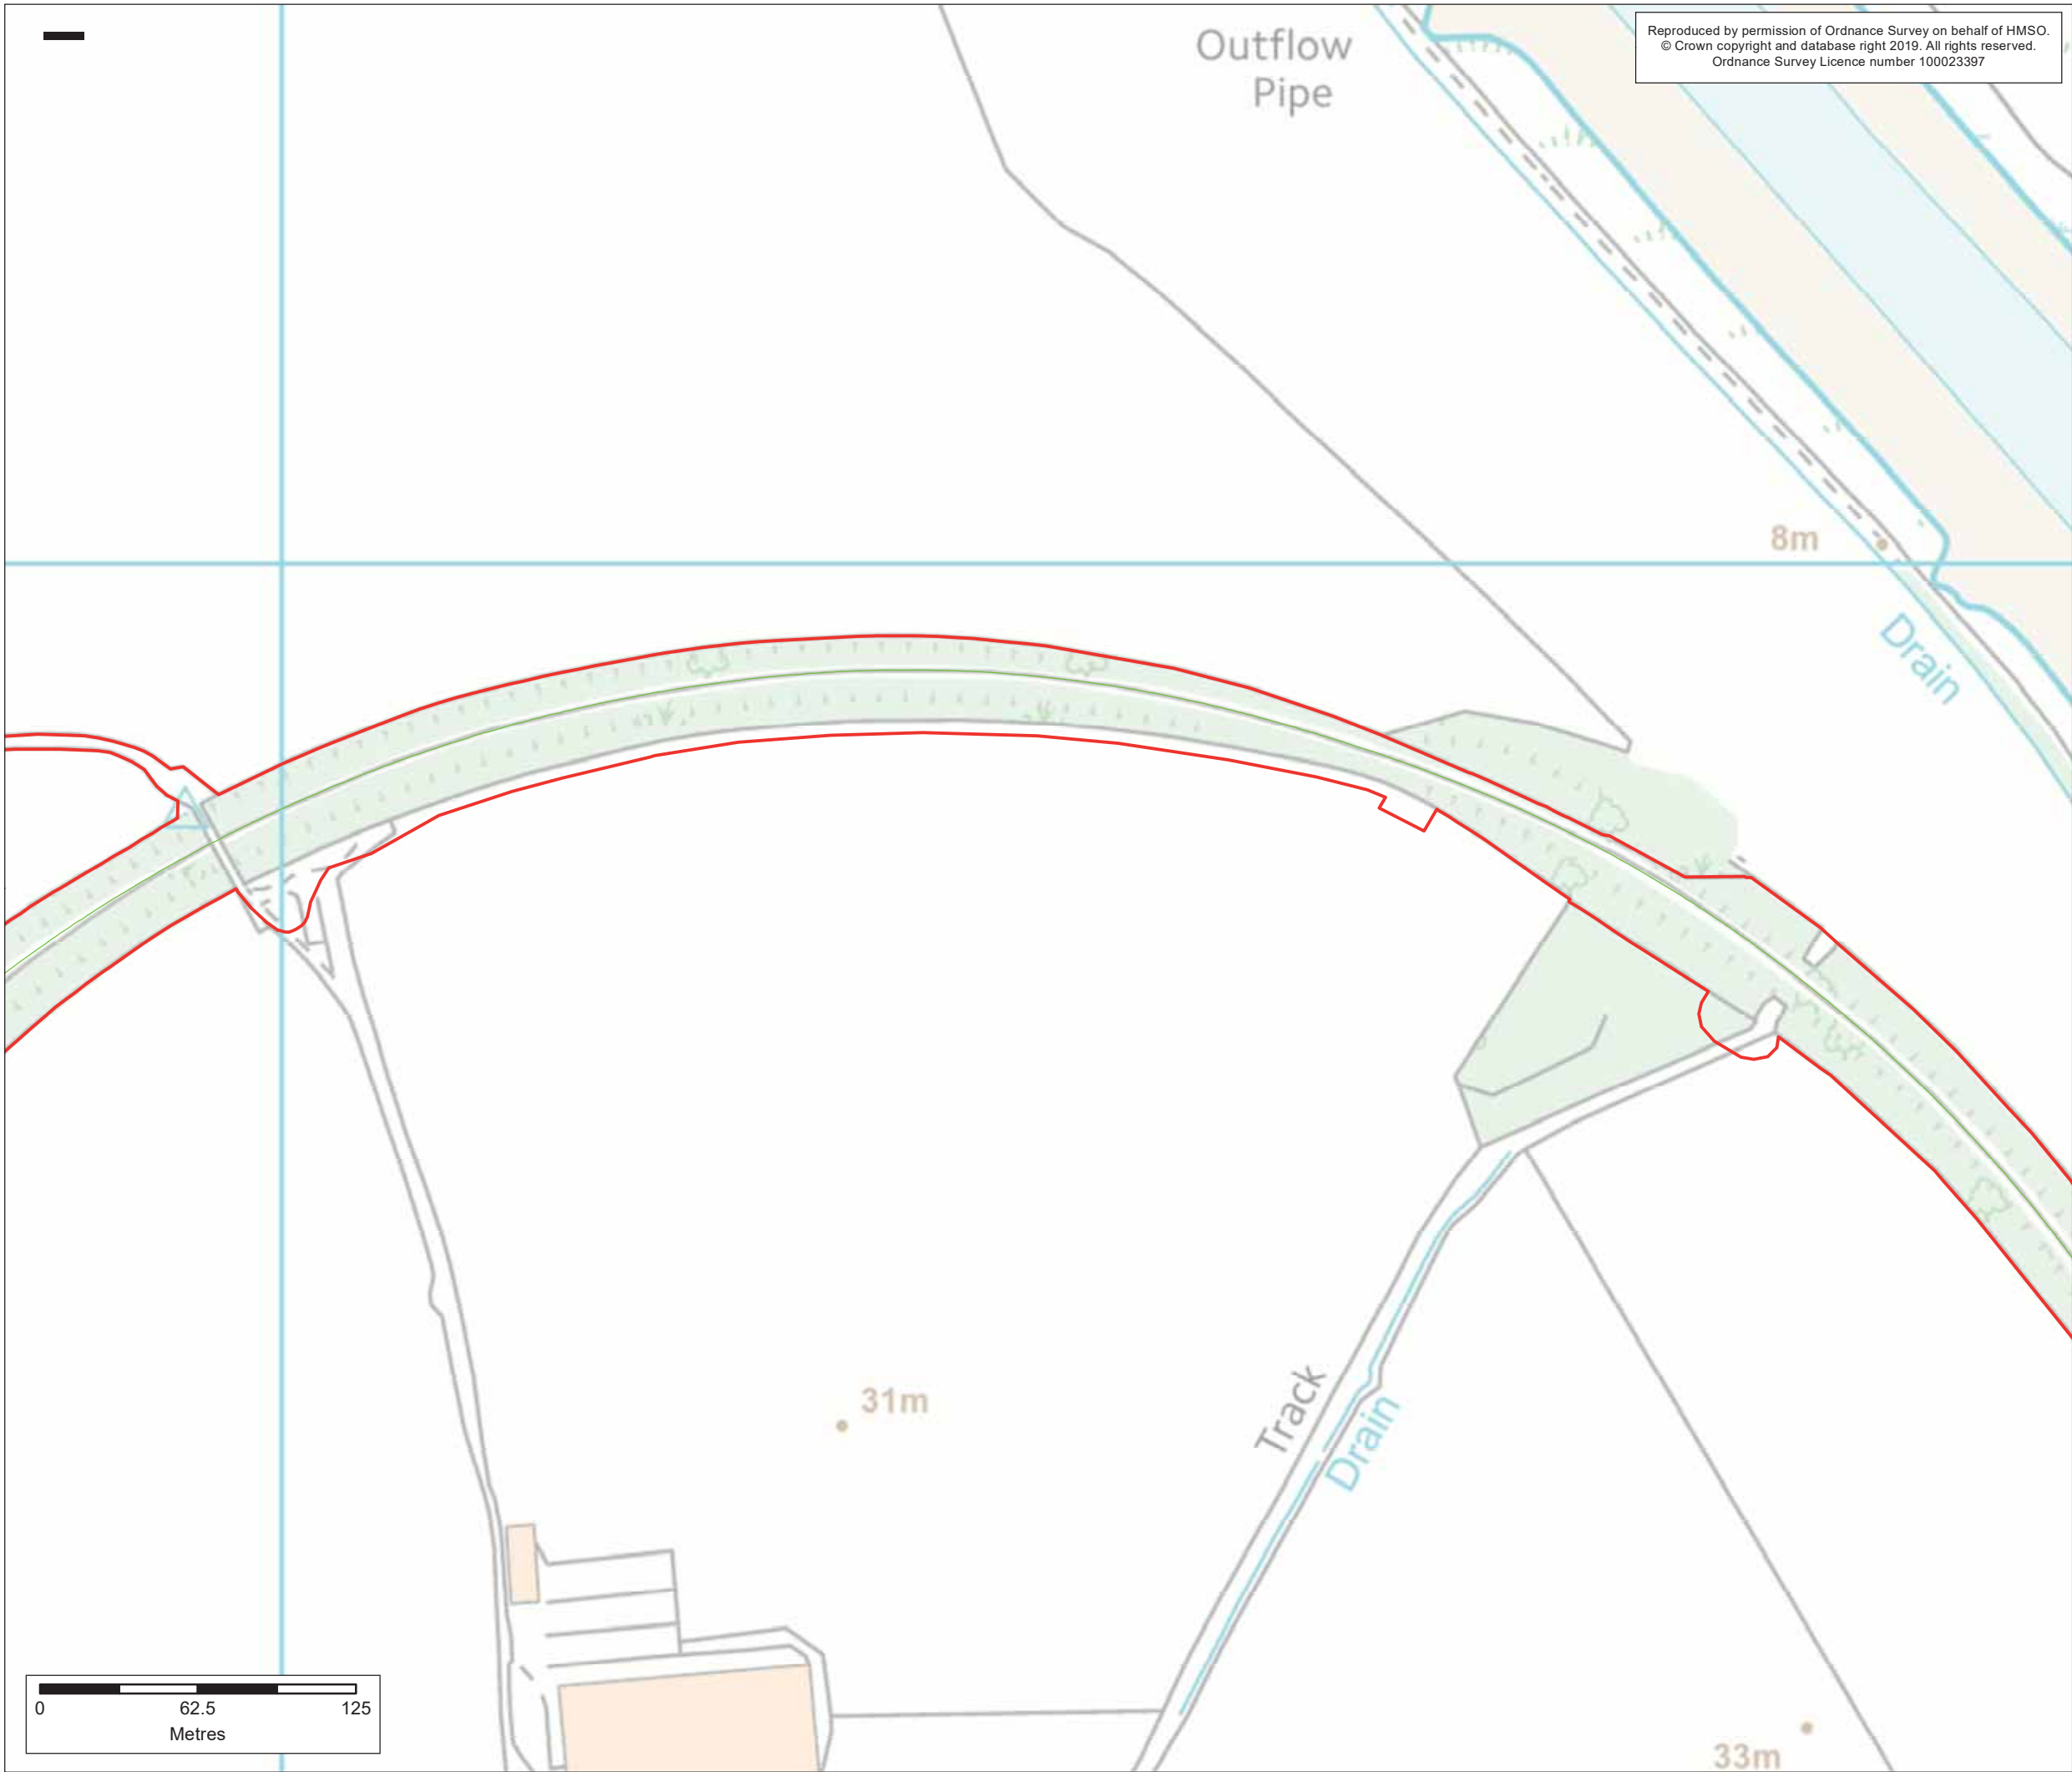 Outflow
Pipe
Reproduced by permission of Ordnance Survey on behalf of HMSO.
© Crown copyright and database right 2019. All rights reserved.
Ordnance Survey Licence number 100023397
8m
Drain
31m
Track
Drain
33m
0 62.5 125
Metres